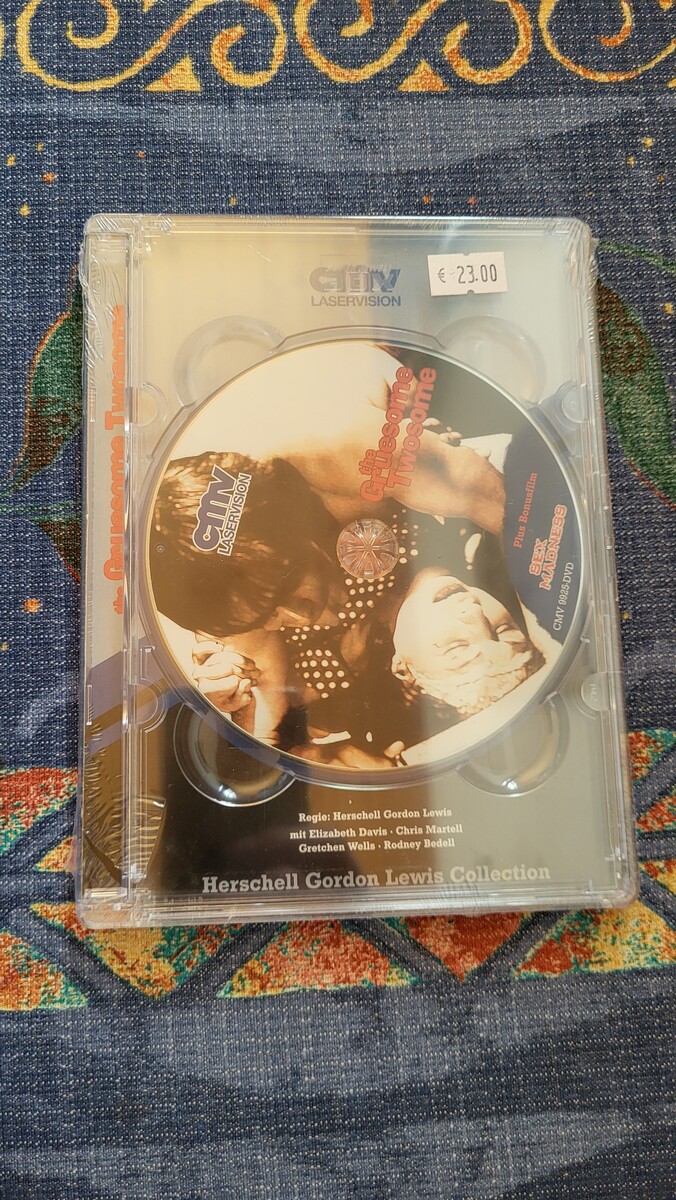 cmv
LASERVISION
€ 23.00
the Gruesome Twosome
cmv
LASERVISION
the
Gruesome
Twosome
Plus Bonusfilm
SEX
MADNESS
CMV 9925-DVD
Regie: Herschell Gordon Lewis
mit Elizabeth Davis · Chris Martell
Gretchen Wells · Rodney Bedell
Herschell Gordon Lewis Collection